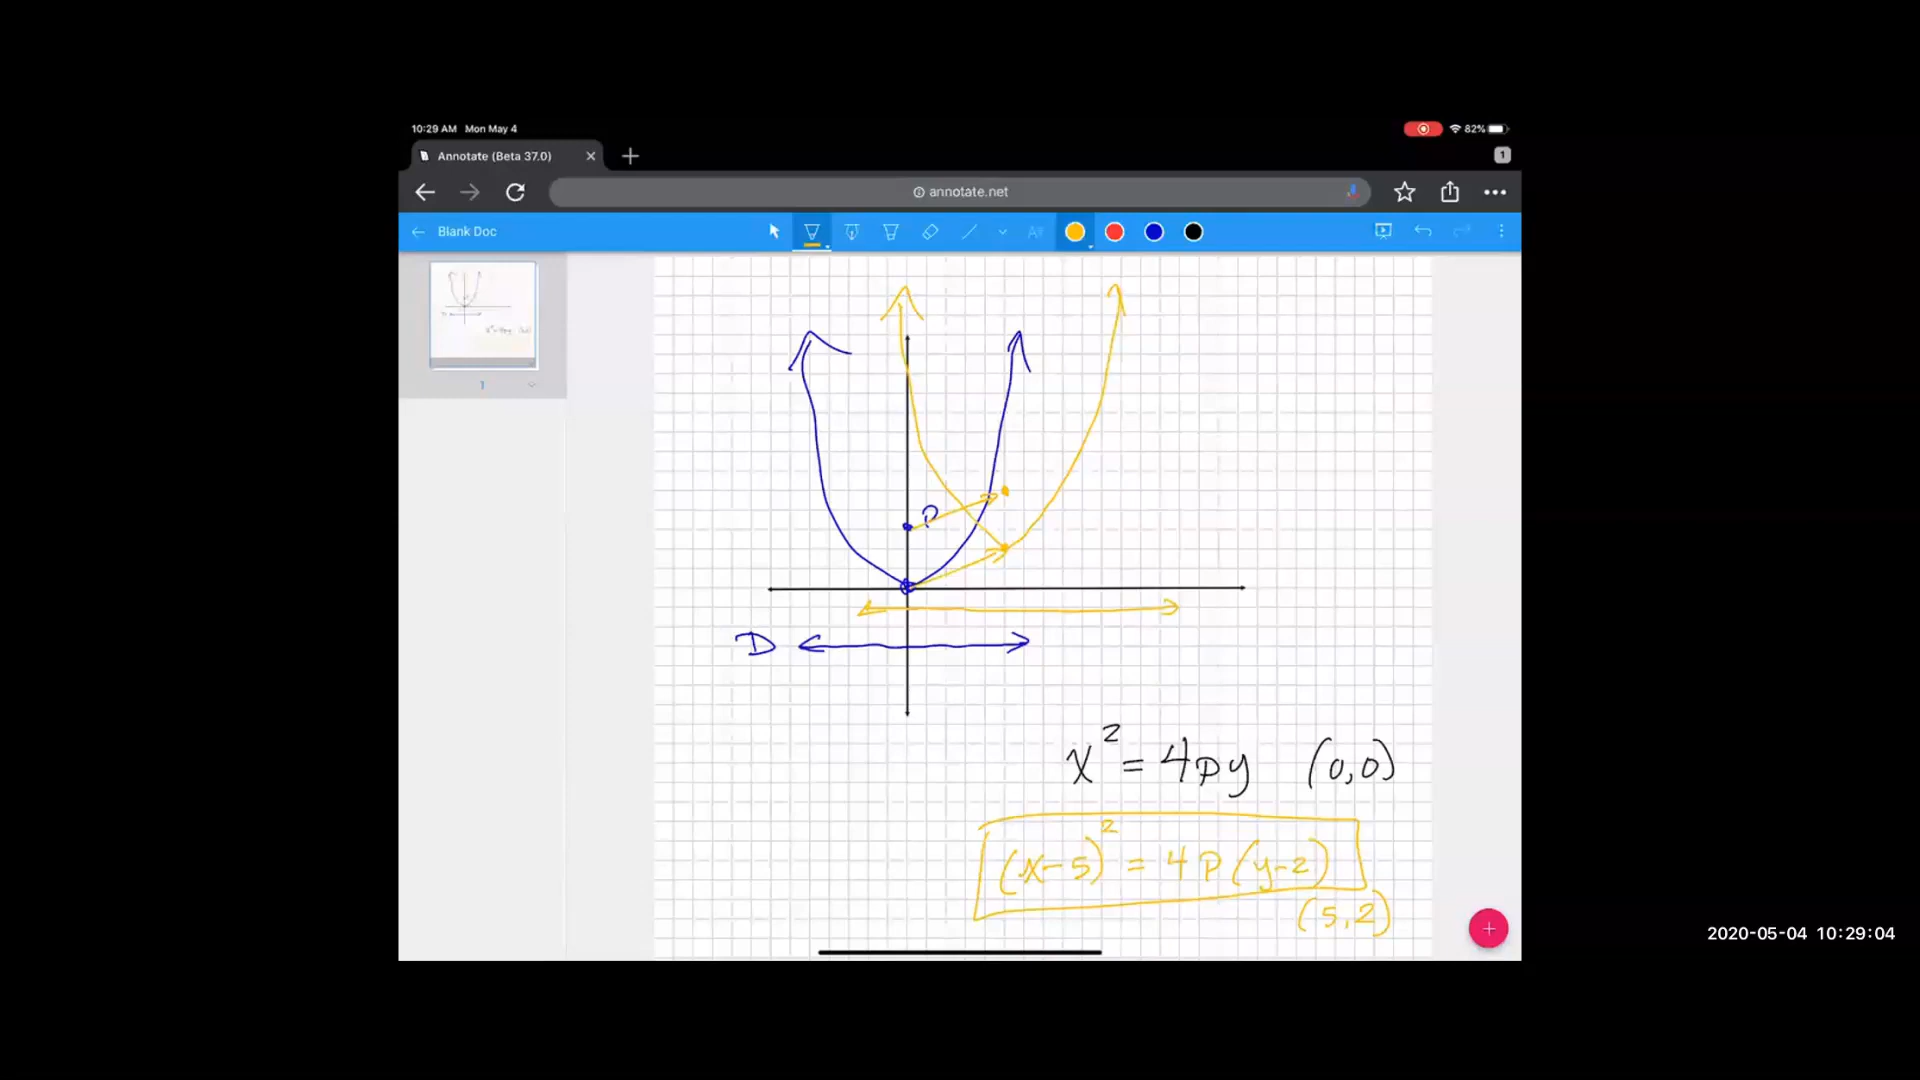 10:29 AM Mon May 4
82%
Annotate (Beta 37.0)
1
annotate.net
Blank Doc
1
P
D
x² = 4py (0,0)
(x-5)² = 4P(y-2)
(5,2)
2020-05-04 10:29:04